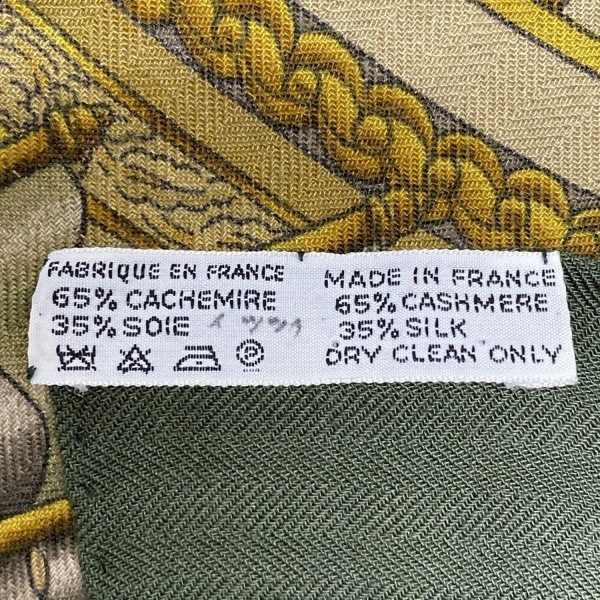 FABRIQUE EN FRANCE
65% CACHEMIRE
35% SOIE
MADE IN FRANCE
65% CASHMERE
35% SILK
DRY CLEAN ONLY